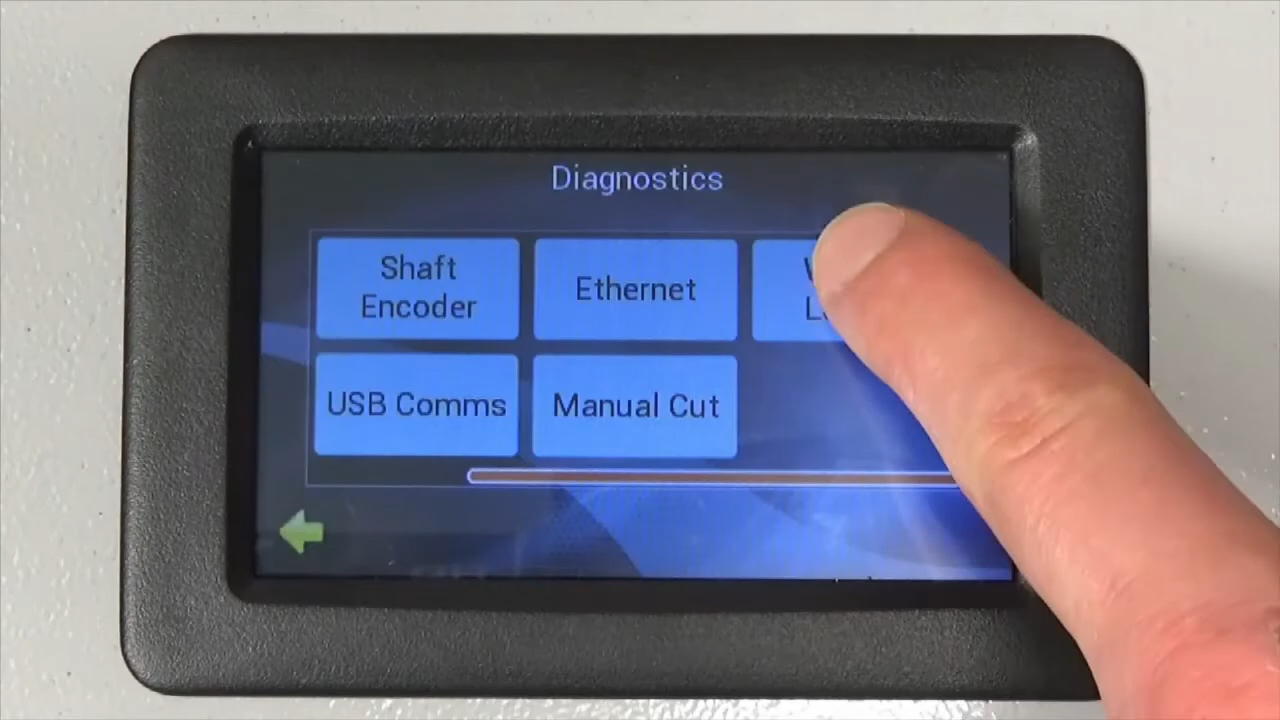 Diagnostics
Shaft
Encoder
Ethernet
USB Comms
Manual Cut